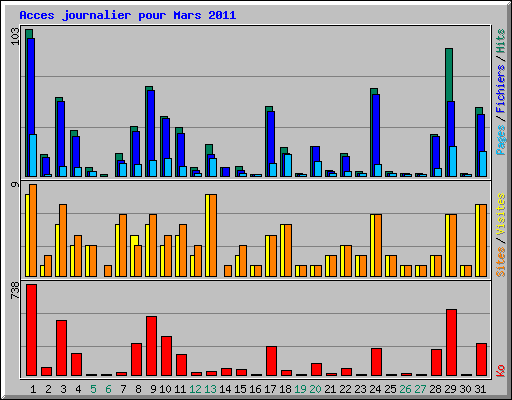 Acces journalier pour Mars 2011
103
Pages/Fichiers/Hits
9
Sites/Visites
738
Ko
1 2 3 4 5 6 7 8 9 10 11 12 13 14 15 16 17 18 19 20 21 22 23 24 25 26 27 28 29 30 31